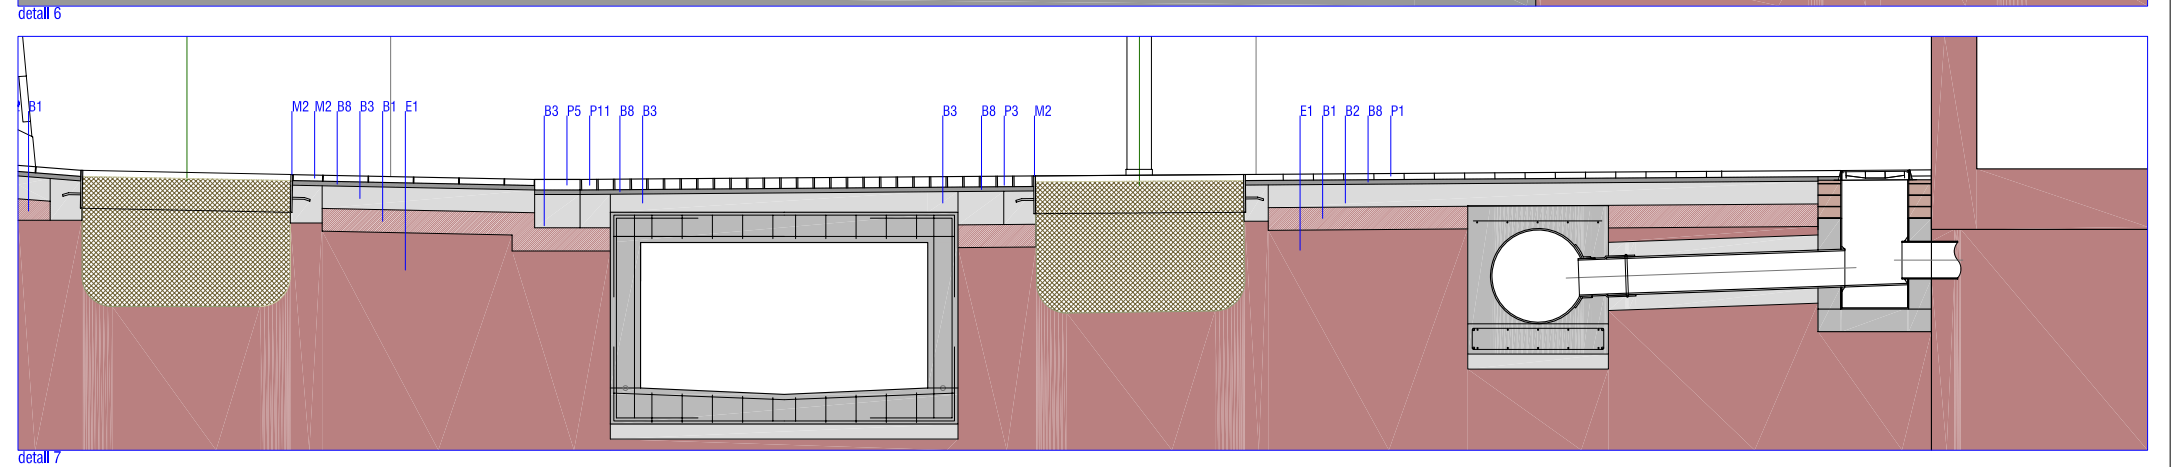 detall 6
B1
M2 M2 B8 B3 B1 E1
B3 P5 P11 B8 B3
B3 B8 P3 M2
E1 B1 B2 B8 P1
detall 7